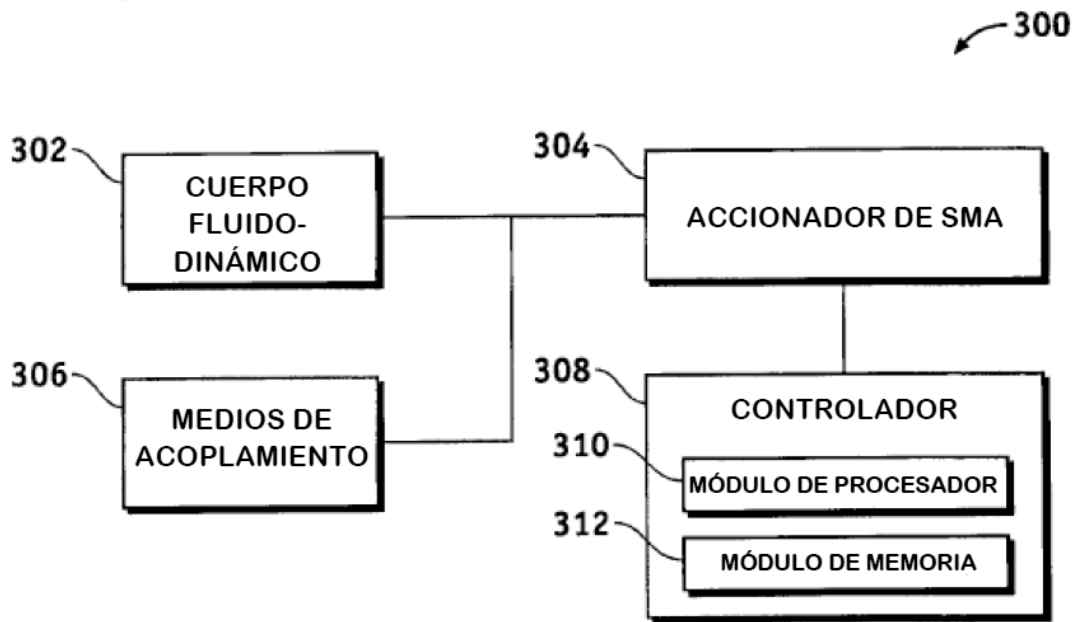 300
302
CUERPO
FLUIDO-
DINÁMICO
304
ACCIONADOR DE SMA
306
MEDIOS DE
ACOPLAMIENTO
308
CONTROLADOR
310
MÓDULO DE PROCESADOR
312
MÓDULO DE MEMORIA